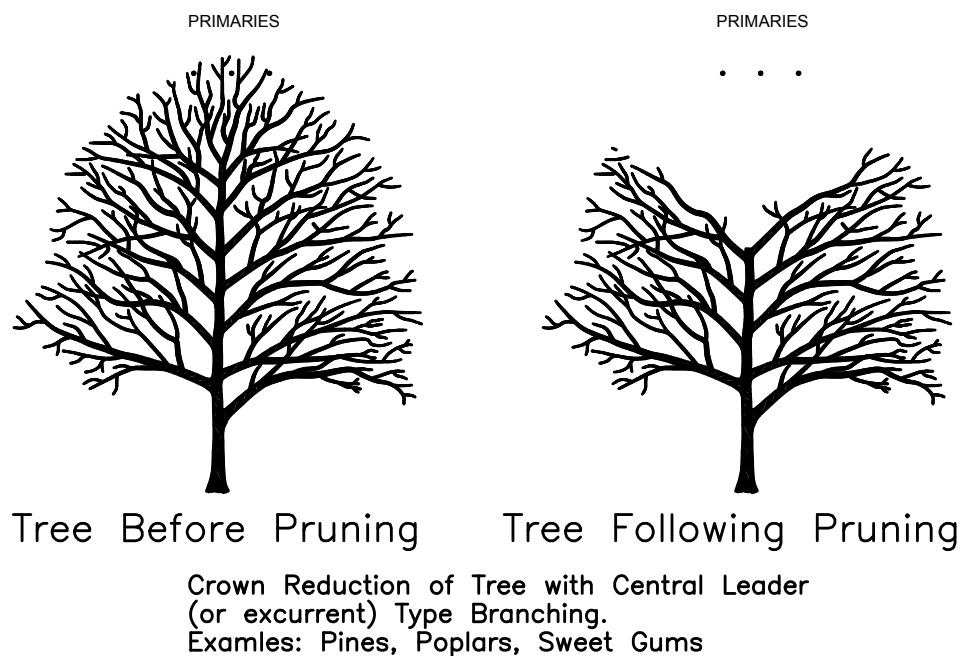 PRIMARIES
PRIMARIES
Tree Before Pruning
Tree Following Pruning
Crown Reduction of Tree with Central Leader
(or excurrent) Type Branching.
Examles: Pines, Poplars, Sweet Gums